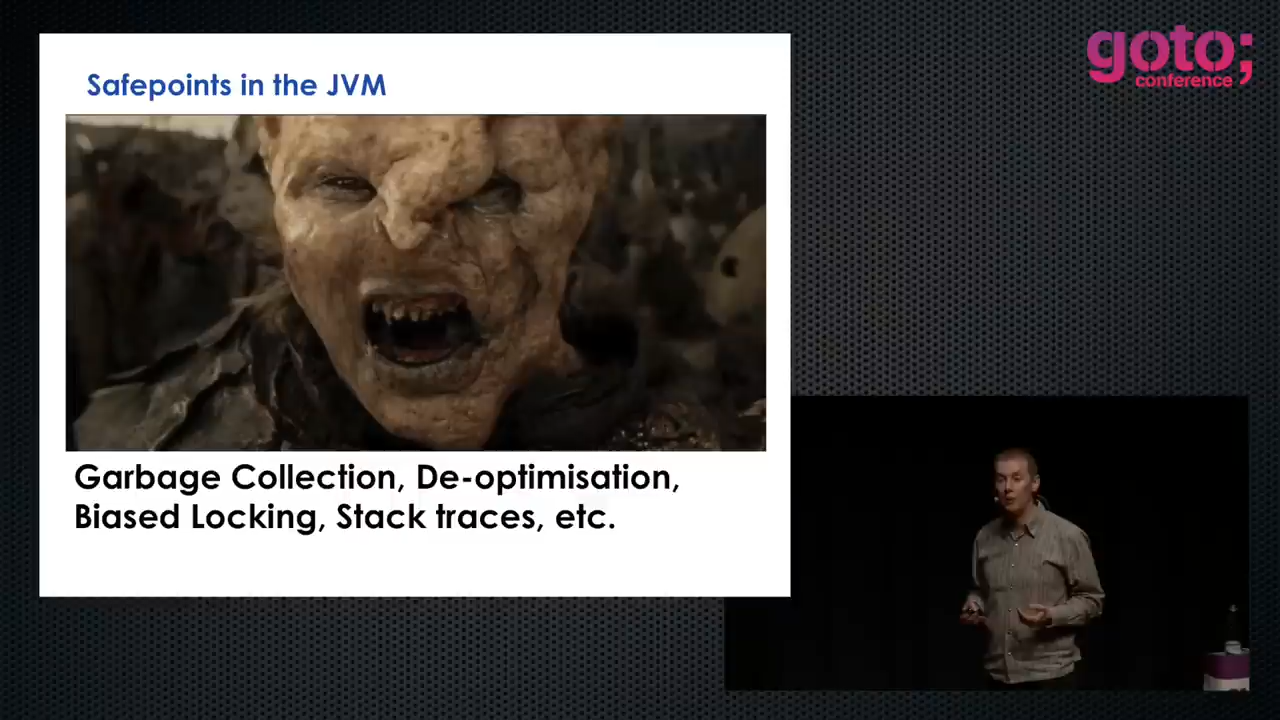 goto;
conference
Safepoints in the JVM
Garbage Collection, De-optimisation,
Biased Locking, Stack traces, etc.